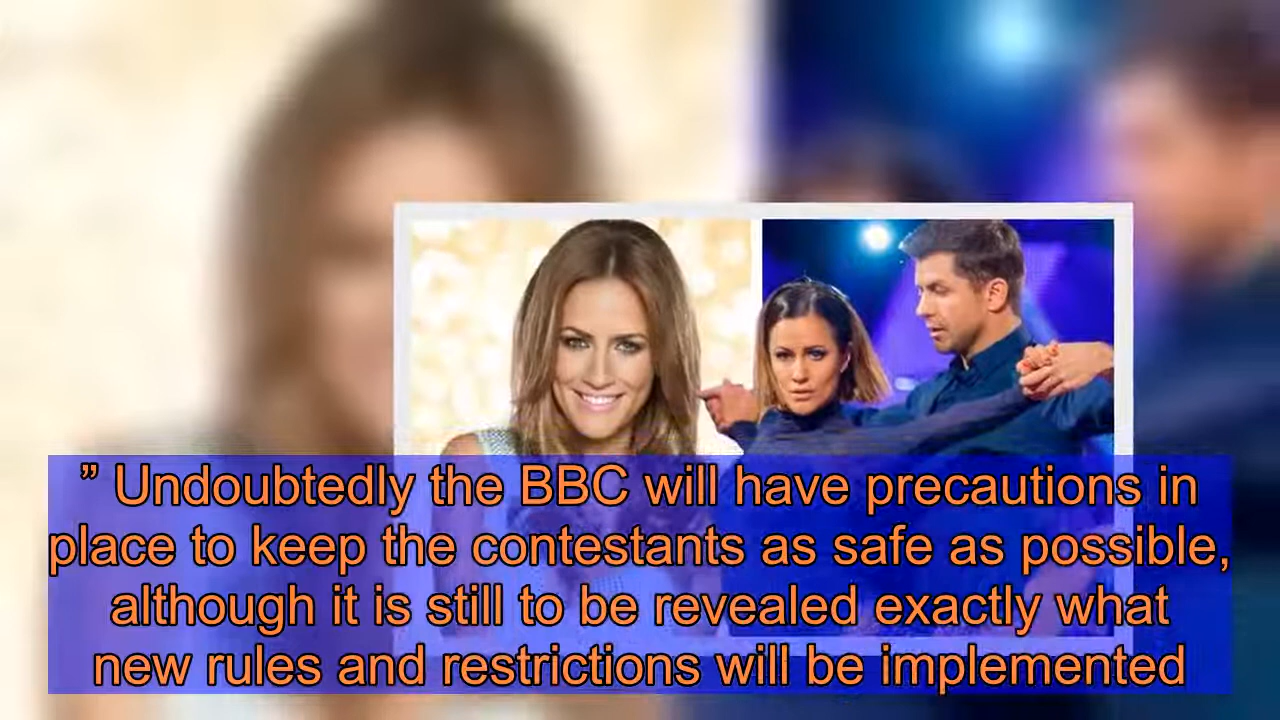 ” Undoubtedly the BBC will have precautions in
place to keep the contestants as safe as possible,
although it is still to be revealed exactly what
new rules and restrictions will be implemented